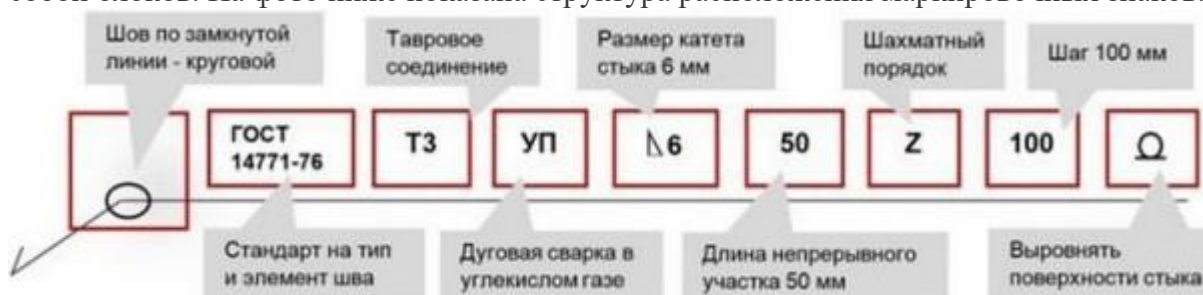 Шов по замкнутой
линии - круговой
Тавровое
соединение
Размер катета
стыка 6 мм
Шахматный
порядок
Шаг 100 мм
ГОСТ
14771-76
Т3
УП
6
50
Z
100
Стандарт на тип
и элемент шва
Дуговая сварка в
углекислом газе
Длина непрерывного
участка 50 мм
Выровнять
поверхности стыка